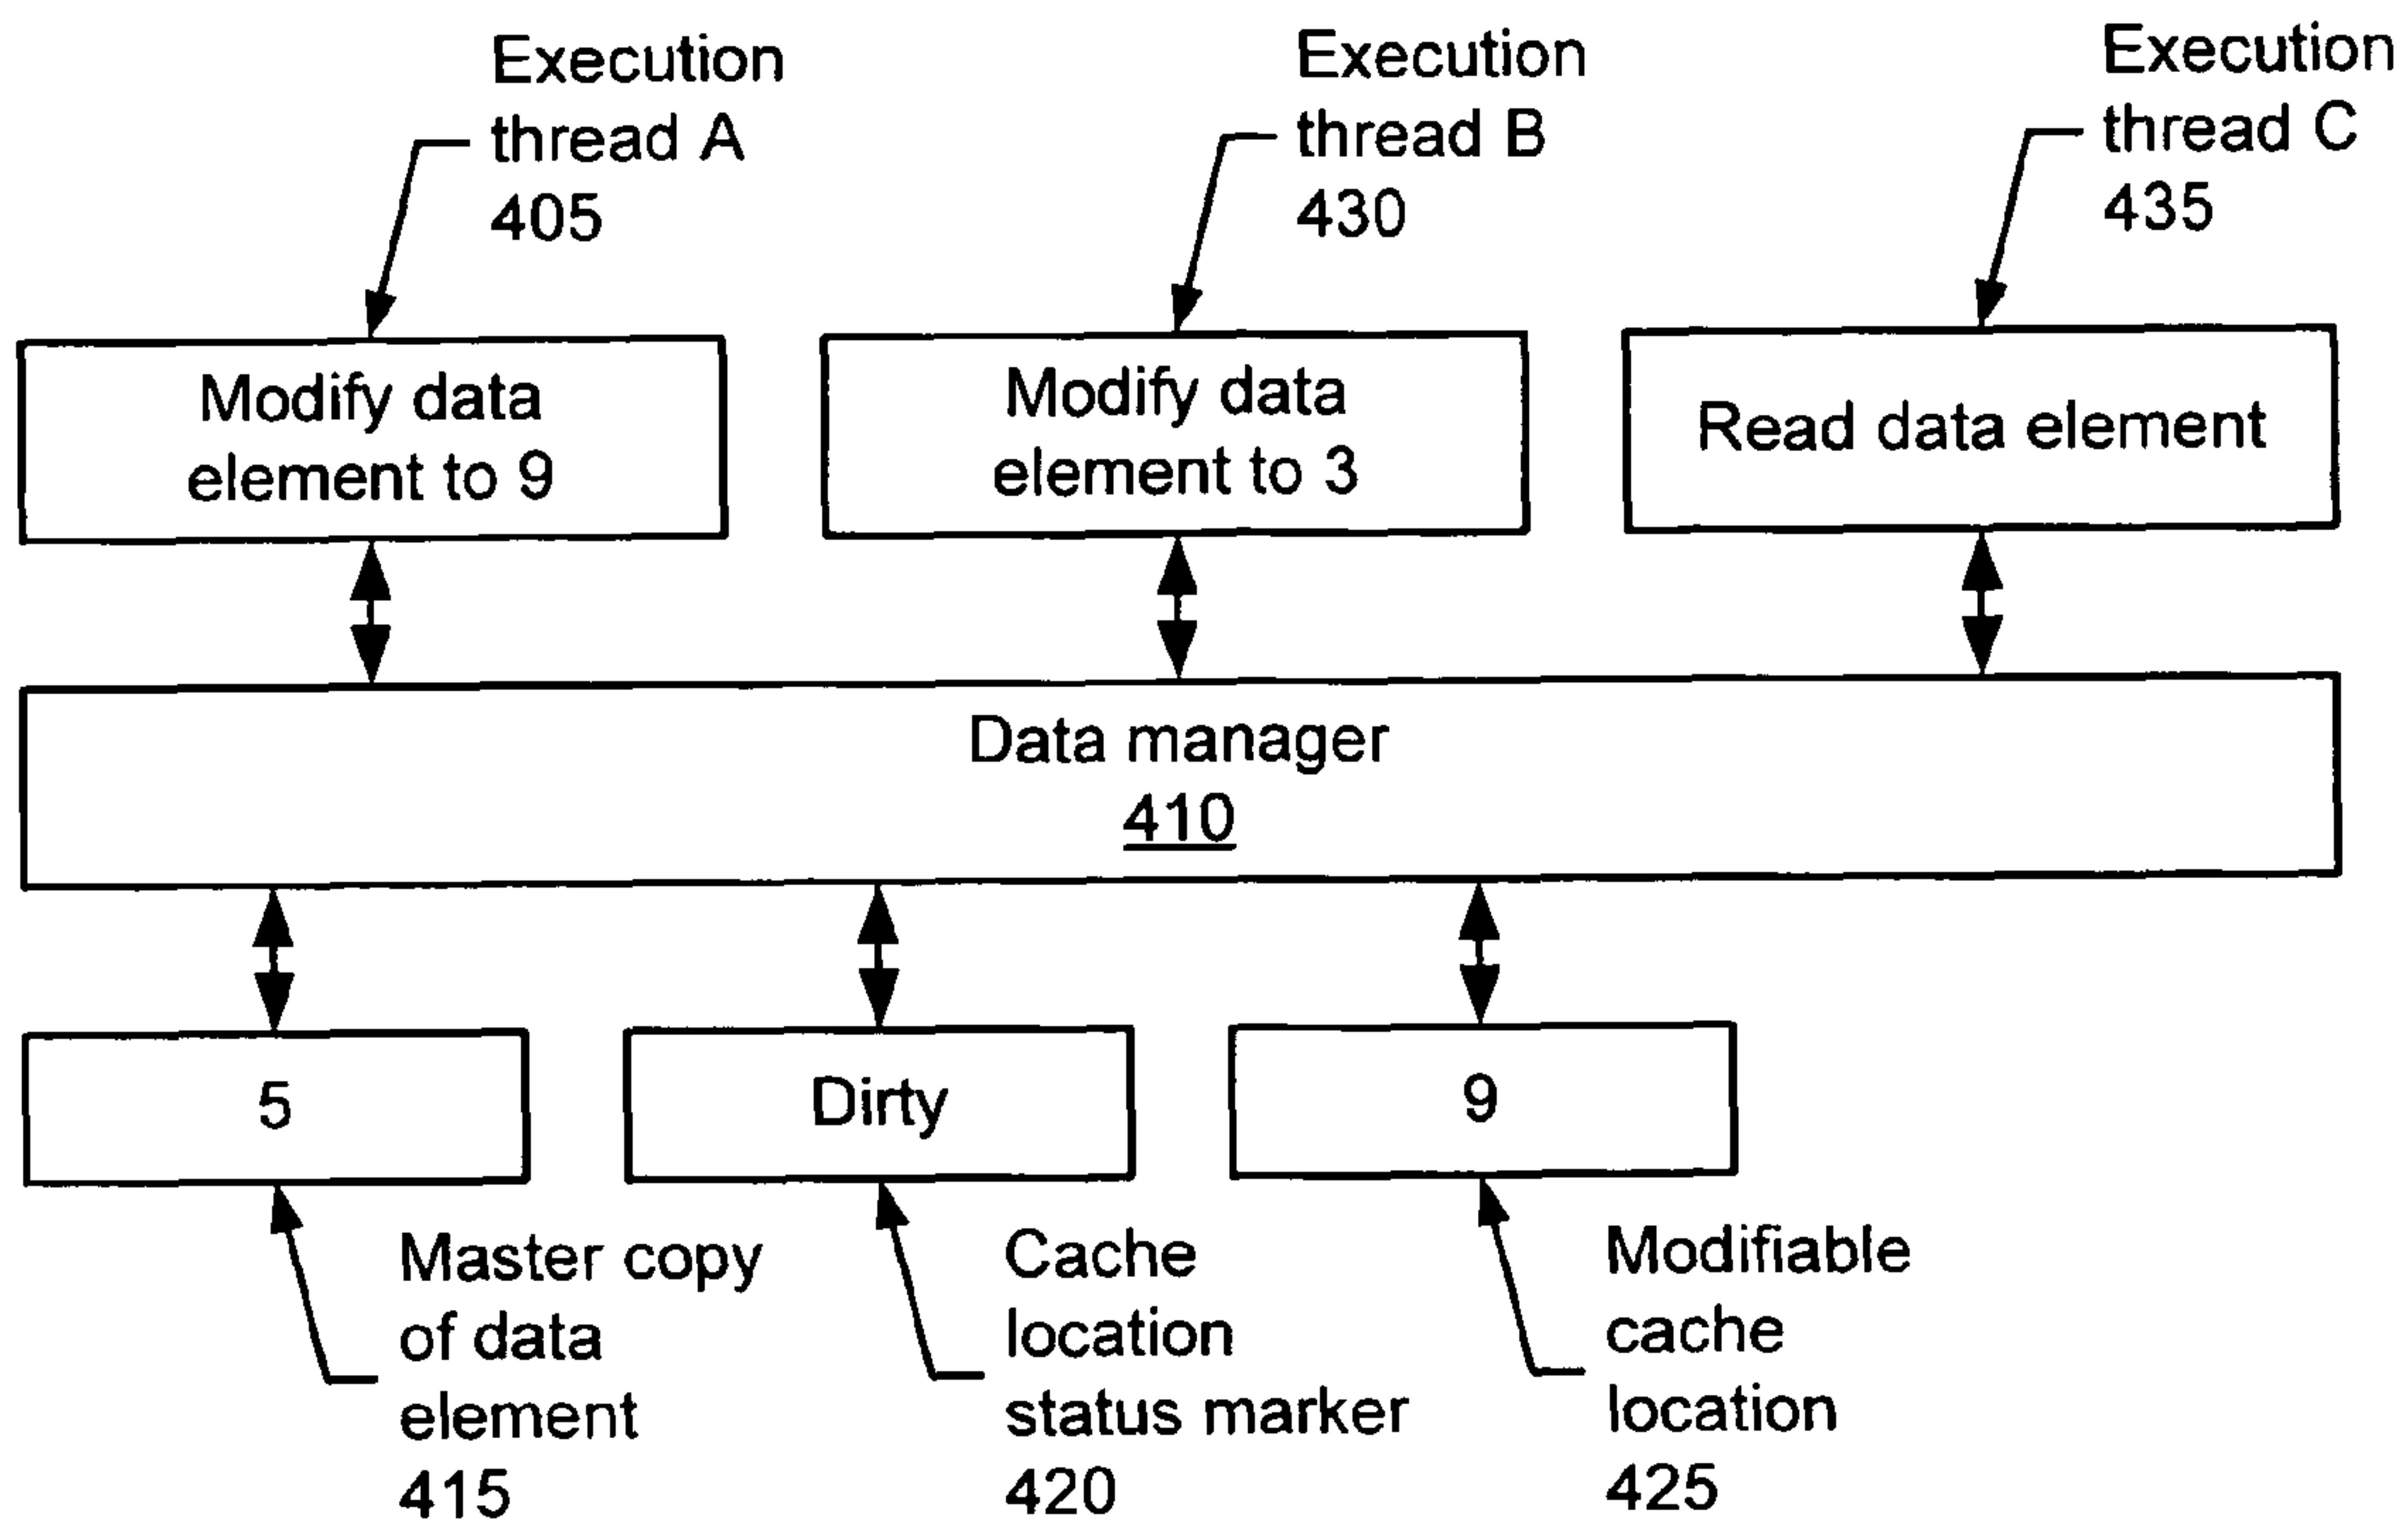 Execution
thread A
405
Execution
thread B
430
Execution
thread C
435
Modify data
element to 9
Modify data
element to 3
Read data element
Data manager
410
5
Dirty
9
Master copy
of data
element
415
Cache
location
status marker
420
Modifiable
cache
location
425